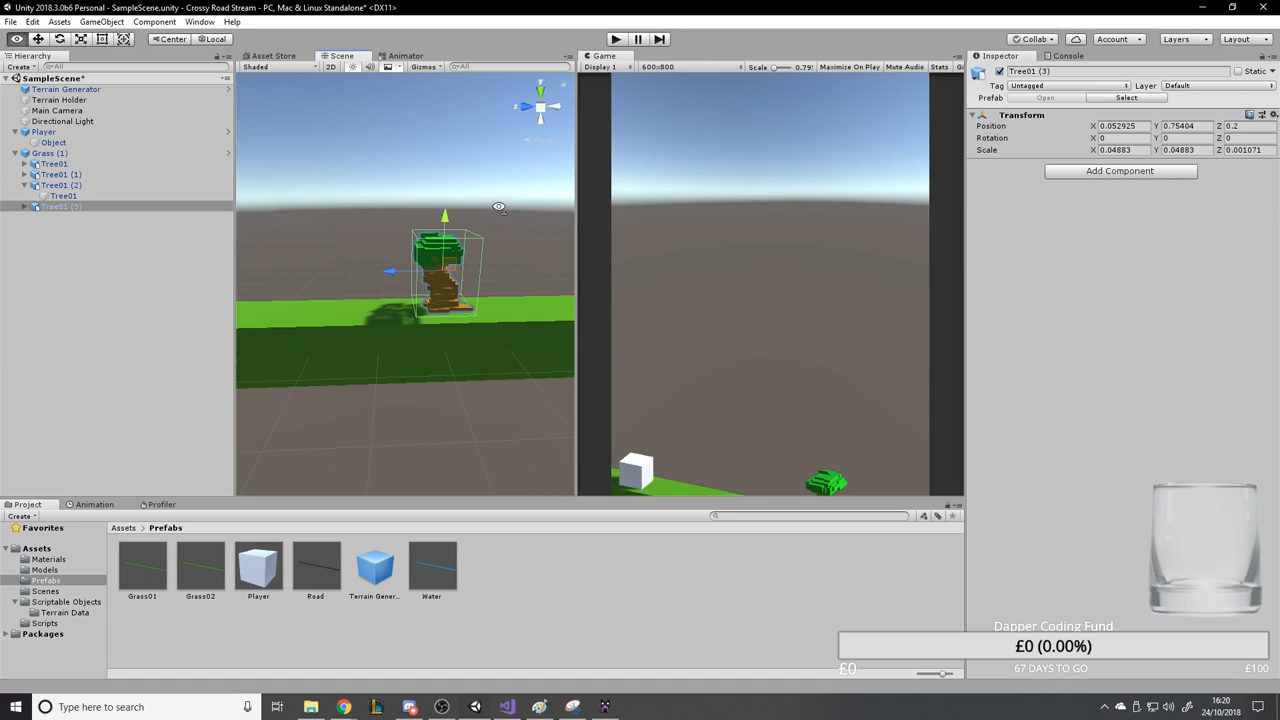 Unity 2018.3.0b6 Personal - SampleScene.unity - Crossy Road Stream - PC, Mac & Linux Standalone* <DX11>
File Edit Assets GameObject Component Window Help
Center Local Collab Account Layers Layout
Hierarchy
Create All
SampleScene*
Terrain Generator
Terrain Holder
Main Camera
Directional Light
Player
Object
Grass (1)
Tree01
Tree01 (1)
Tree01 (2)
Tree01
Tree01 (3)
Asset Store Scene Animator
Shaded 2D Gizmos All
y
z
Persp
Game
Display 1 600x800 Scale 0.79 Maximize On Play Mute Audio Stats Gi
Inspector Console
Tree01 (3) Static
Tag Untagged Layer Default
Prefab Open Select
Transform
Position X 0.052925 Y 0.75404 Z 0.2
Rotation X 0 Y 0 Z 0
Scale X 0.04883 Y 0.04883 Z 0.001071
Add Component
Project Animation Profiler
Create
Favorites
Assets
Materials
Models
Prefabs
Scenes
Scriptable Objects
Terrain Data
Scripts
Packages
Assets > Prefabs
Grass01 Grass02 Player Road Terrain Gener... Water
Dapper Coding Fund
£0 (0.00%)
£0 67 DAYS TO GO £100
Type here to search
16:20
24/10/2018